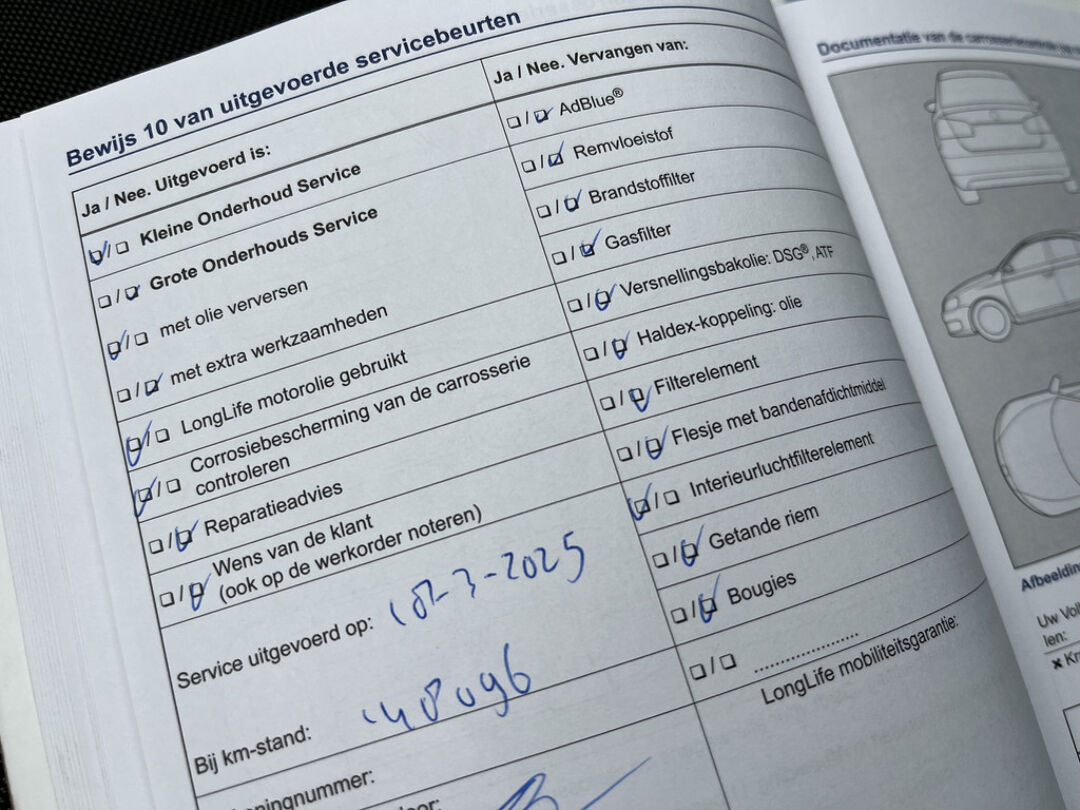 Bewijs 10 van uitgevoerde servicebeurten
Ja / Nee. Uitgevoerd is:
Kleine Onderhoud Service
Grote Onderhouds Service
met olie verversen
met extra werkzaamheden
LongLife motorolie gebruikt
Corrosiebescherming van de carrosserie
controleren
Reparatieadvies
Wens van de klant
(ook op de werkorder noteren)
Service uitgevoerd op:
Bij km-stand: 148096
Ja / Nee. Vervangen van:
AdBlue®
Remvloeistof
Brandstoffilter
Gasfilter
Versnellingsbakolie: DSG®, ATF
Haldex-koppeling: olie
Filterelement
Flesje met bandenafdichtmiddel
Interieurluchtfilterelement
Getande riem
Bougies
....................
LongLife mobiliteitsgarantie:
Documentatie van de
Uw
len: